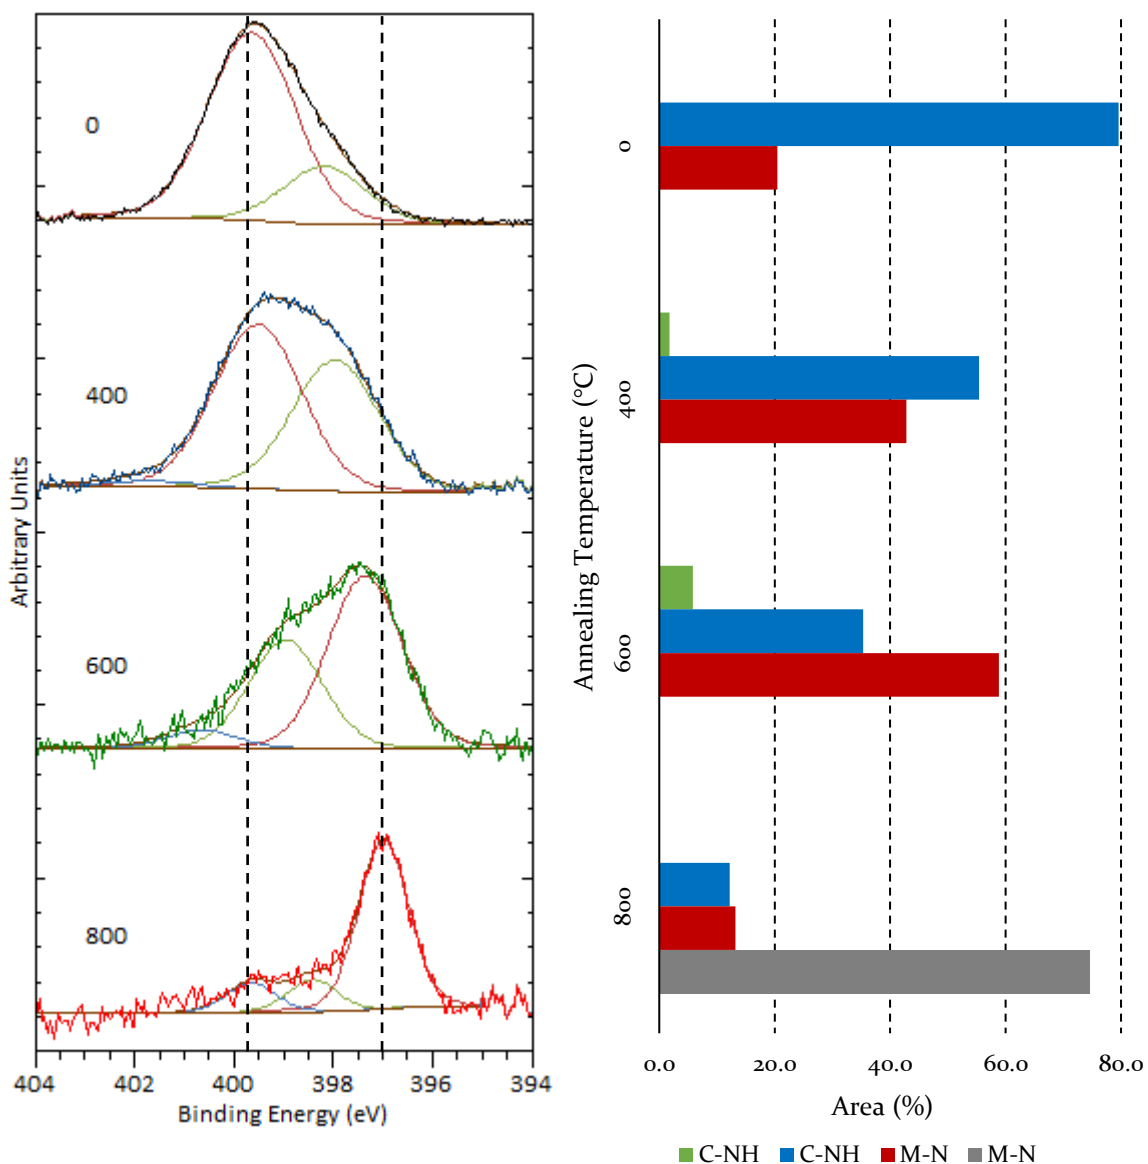 0
400
600
800
Arbitrary Units
404 402 400 398 396 394
Binding Energy (eV)
0
400
600
800
Annealing Temperature (°C)
0.0 20.0 40.0 60.0 80.0
Area (%)
C-NH C-NH M-N M-N